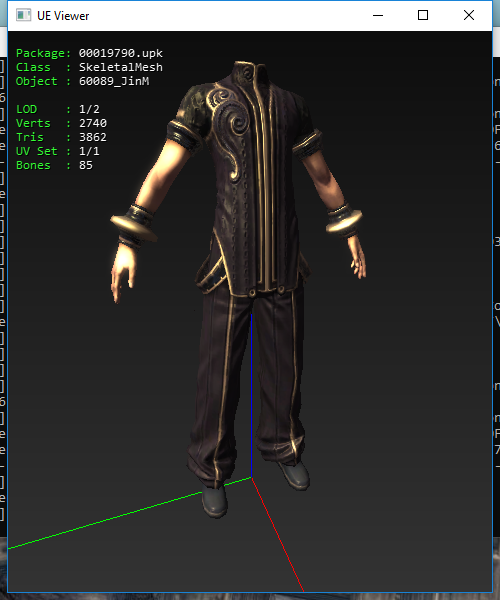 UE Viewer
Package: 00019790.upk
Class : SkeletalMesh
Object : 60089_JinM
LOD : 1/2
Verts : 2740
Tris : 3862
UV Set : 1/1
Bones : 85